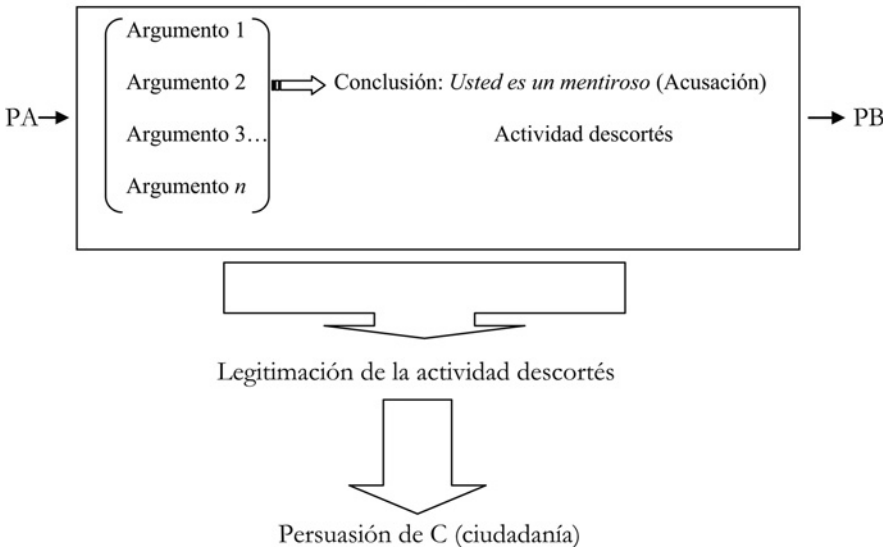 Argumento 1
Argumento 2
Conclusión: Usted es un mentiroso (Acusación)
PA
PB
Argumento 3…
Actividad descortés
Argumento n
Legitimación de la actividad descortés
Persuasión de C (ciudadanía)